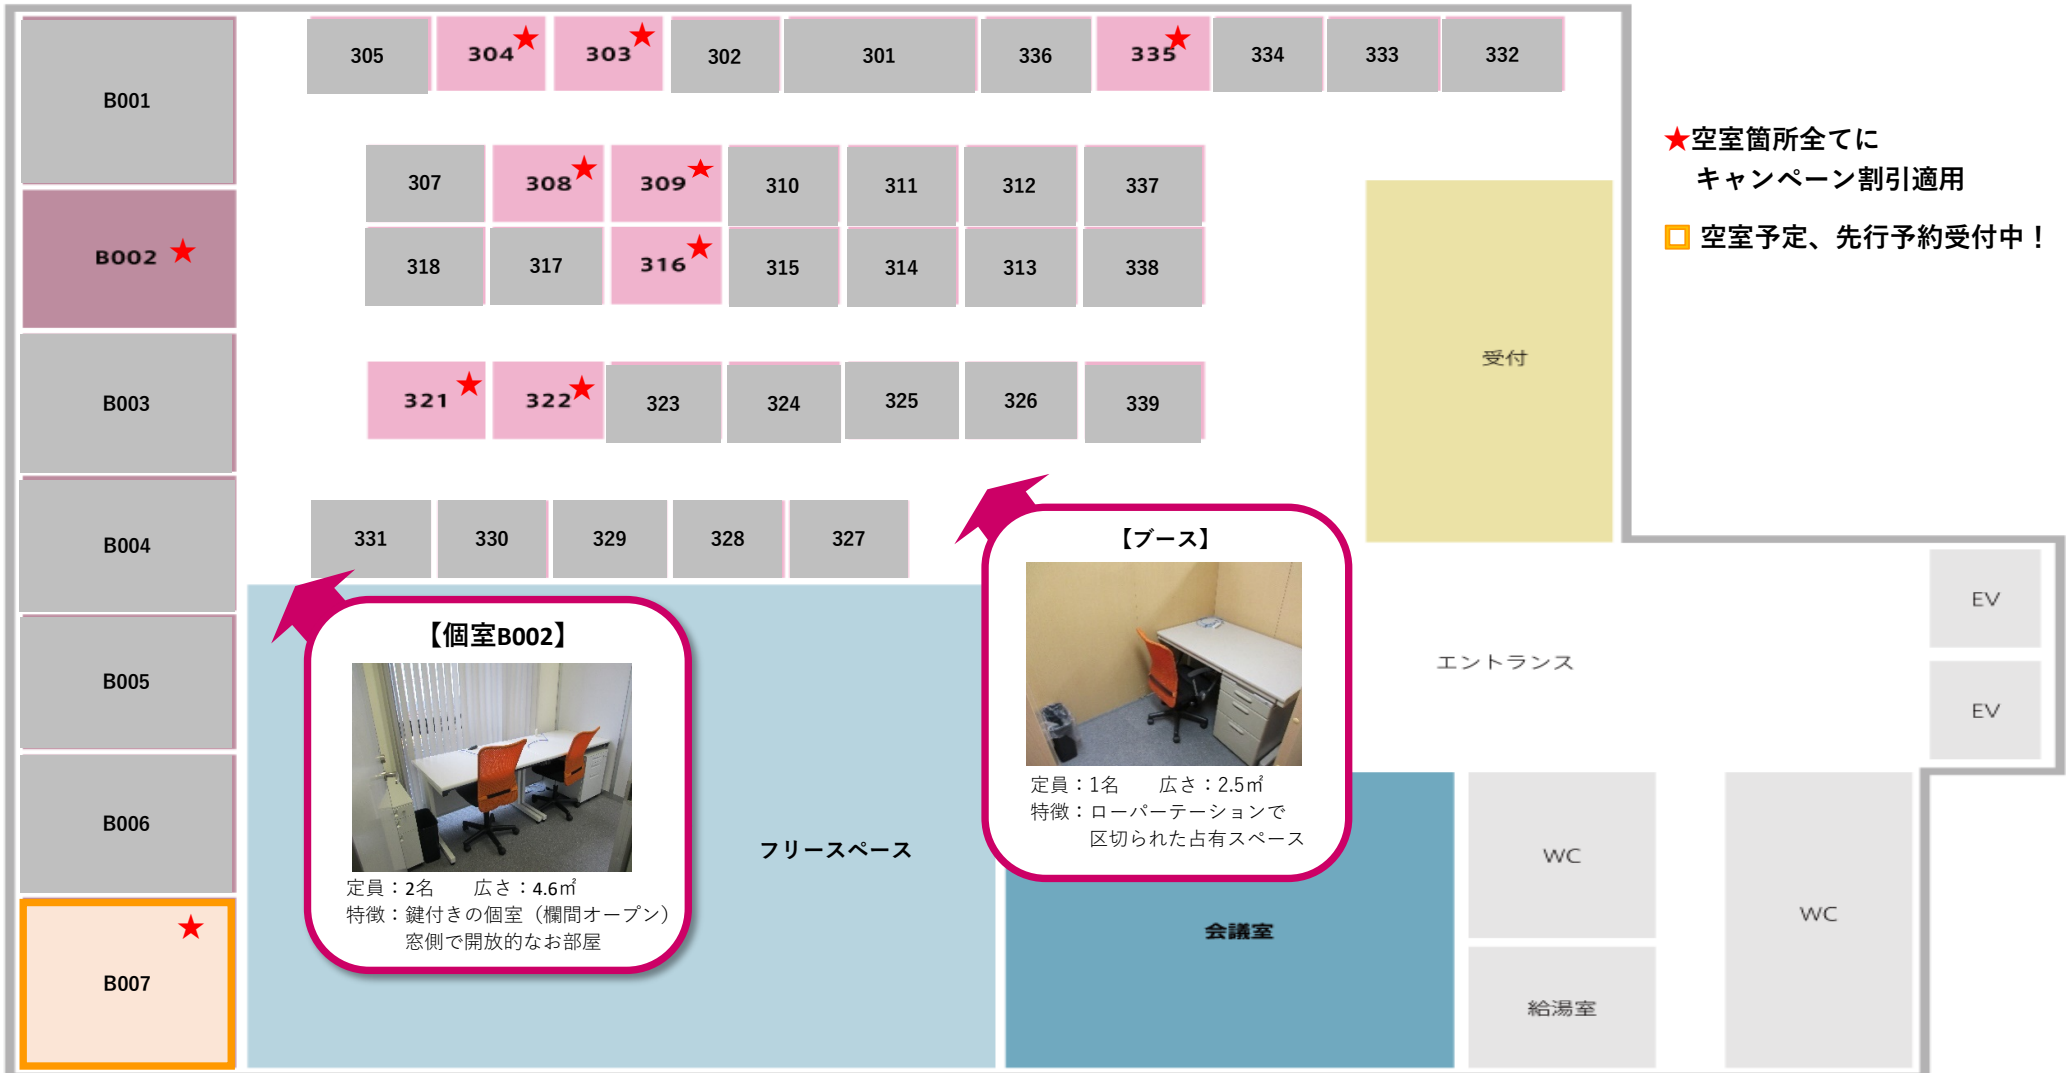 B001
B002 ★
B003
B004
B005
B006
★
B007
305
304★
303★
302
301
336
335★
334
333
332
307
308★
309★
310
311
312
337
318
317
316★
315
314
313
338
321★
322★
323
324
325
326
339
331
330
329
328
327
★空室箇所全てに
キャンペーン割引適用
空室予定、先行予約受付中！
受付
【ブース】
定員：1名　広さ：2.5㎡
特徴：ローパーテーションで
区切られた占有スペース
【個室B002】
定員：2名　広さ：4.6㎡
特徴：鍵付きの個室（欄間オープン）
窓側で開放的なお部屋
フリースペース
会議室
エントランス
EV
EV
WC
WC
給湯室